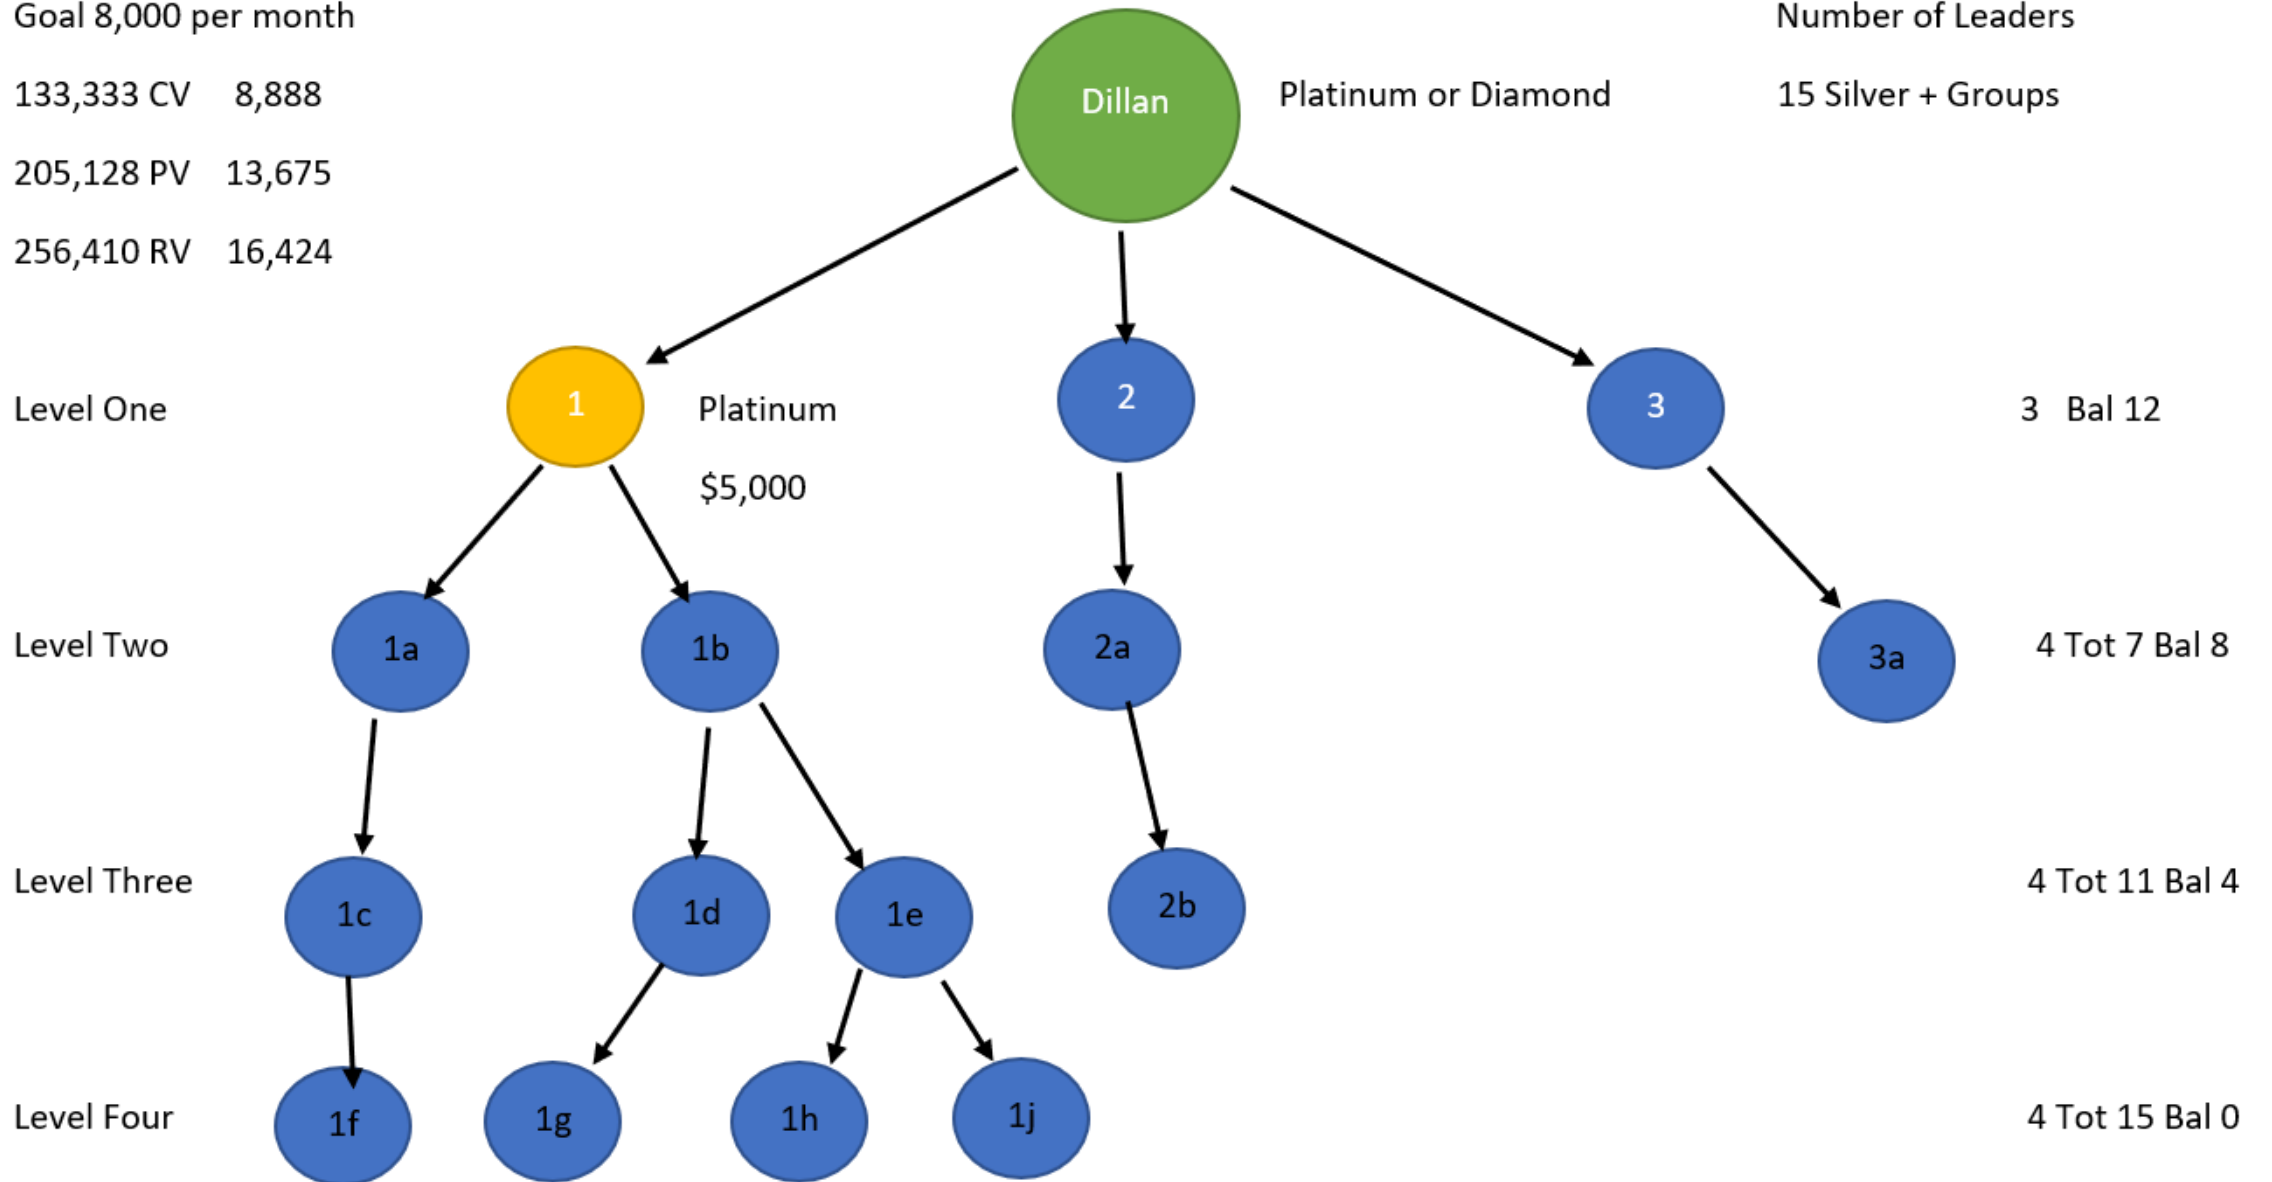 Goal 8,000 per month
Number of Leaders
133,333 CV 8,888
Dillan
Platinum or Diamond
15 Silver + Groups
205,128 PV 13,675
256,410 RV 16,424
Level One
1
Platinum
2
3
3 Bal 12
$5,000
Level Two
1a
1b
2a
3a
4 Tot 7 Bal 8
Level Three
1c
1d
1e
2b
4 Tot 11 Bal 4
Level Four
1f
1g
1h
1j
4 Tot 15 Bal 0